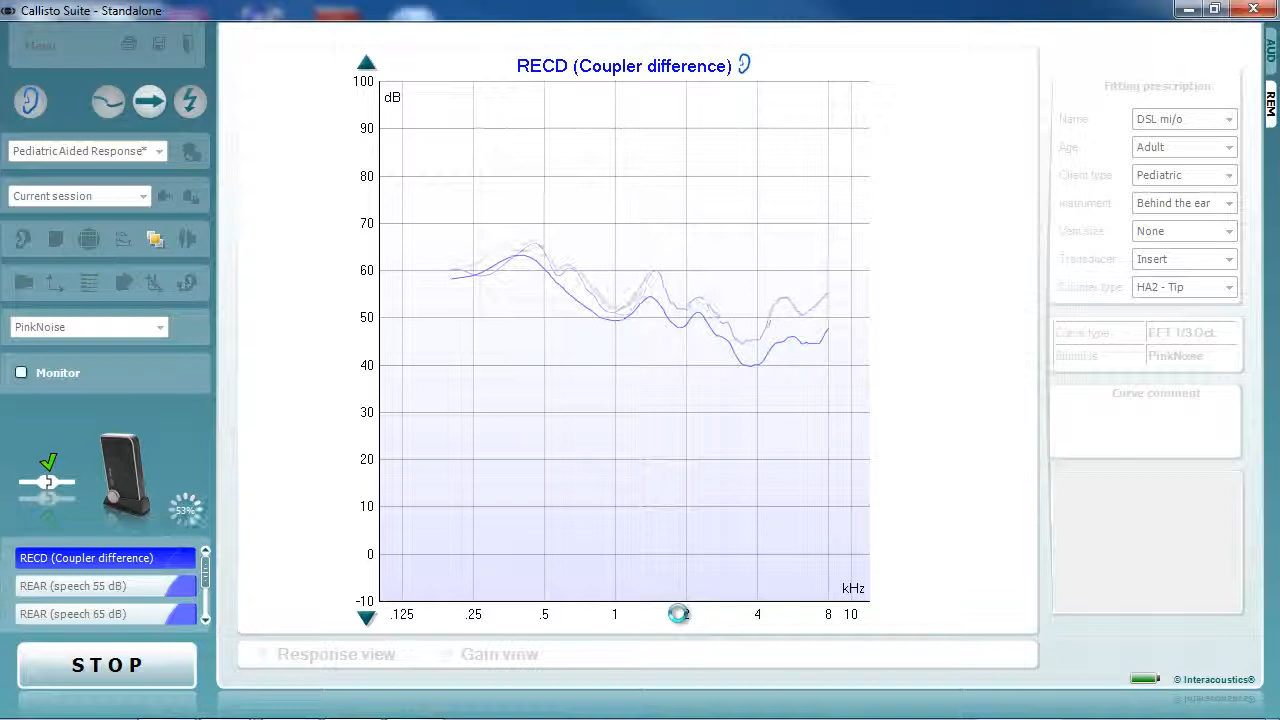 Callisto Suite - Standalone
Menu
Pediatric Aided Response*
Current session
PinkNoise
Monitor
53%
RECD (Coupler difference)
REAR (speech 55 dB)
REAR (speech 65 dB)
STOP
RECD (Coupler difference)
dB
100
90
80
70
60
50
40
30
20
10
0
-10
kHz
.125 .25 .5 1 2 4 8 10
Response view Gain view
Fitting prescription
Name DSL mi/o
Age Adult
Client type Pediatric
Instrument Behind the ear
Vent size None
Transducer Insert
HA2 - Tip
Curve type FFT 1/3 Oct.
Stimulus PinkNoise
Curve comment
AUD
REM
© Interacoustics®